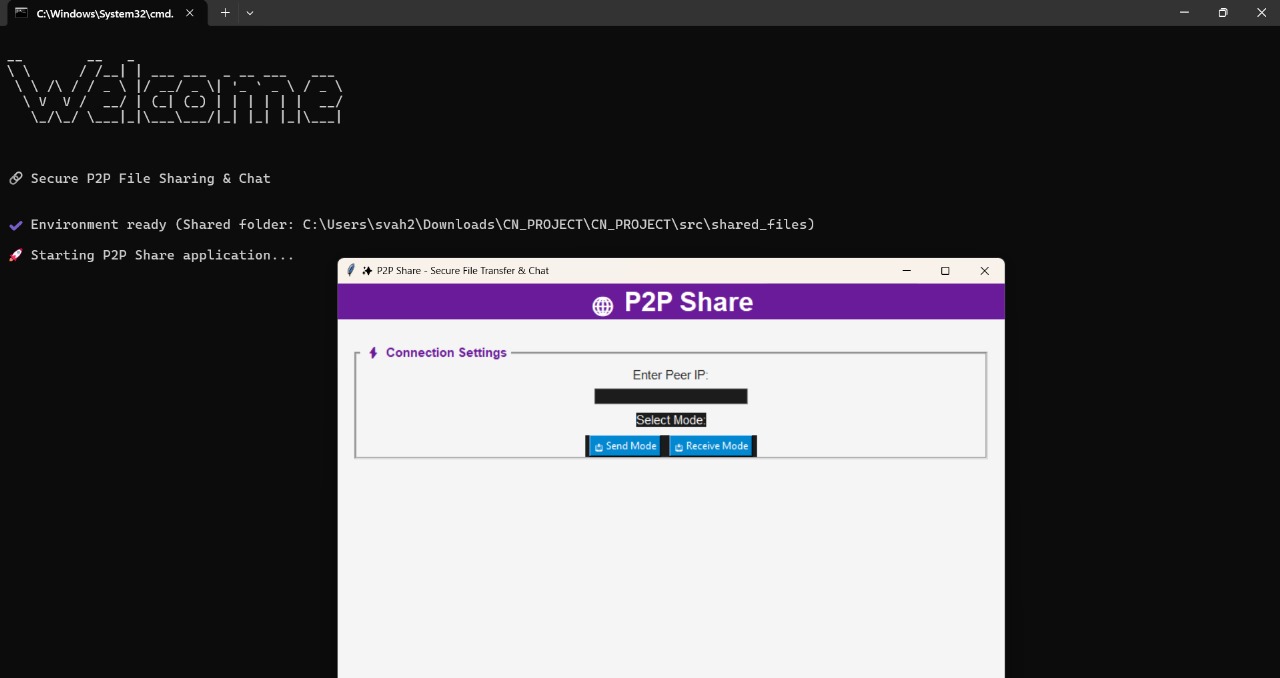 C:\Windows\System32\cmd.
Welcome
🔗 Secure P2P File Sharing & Chat
✔ Environment ready (Shared folder: C:\Users\svah2\Downloads\CN_PROJECT\CN_PROJECT\src\shared_files)
🚀 Starting P2P Share application...
✨ P2P Share - Secure File Transfer & Chat
🌐 P2P Share
⚡ Connection Settings
Enter Peer IP:
Select Mode:
📤 Send Mode 📥 Receive Mode